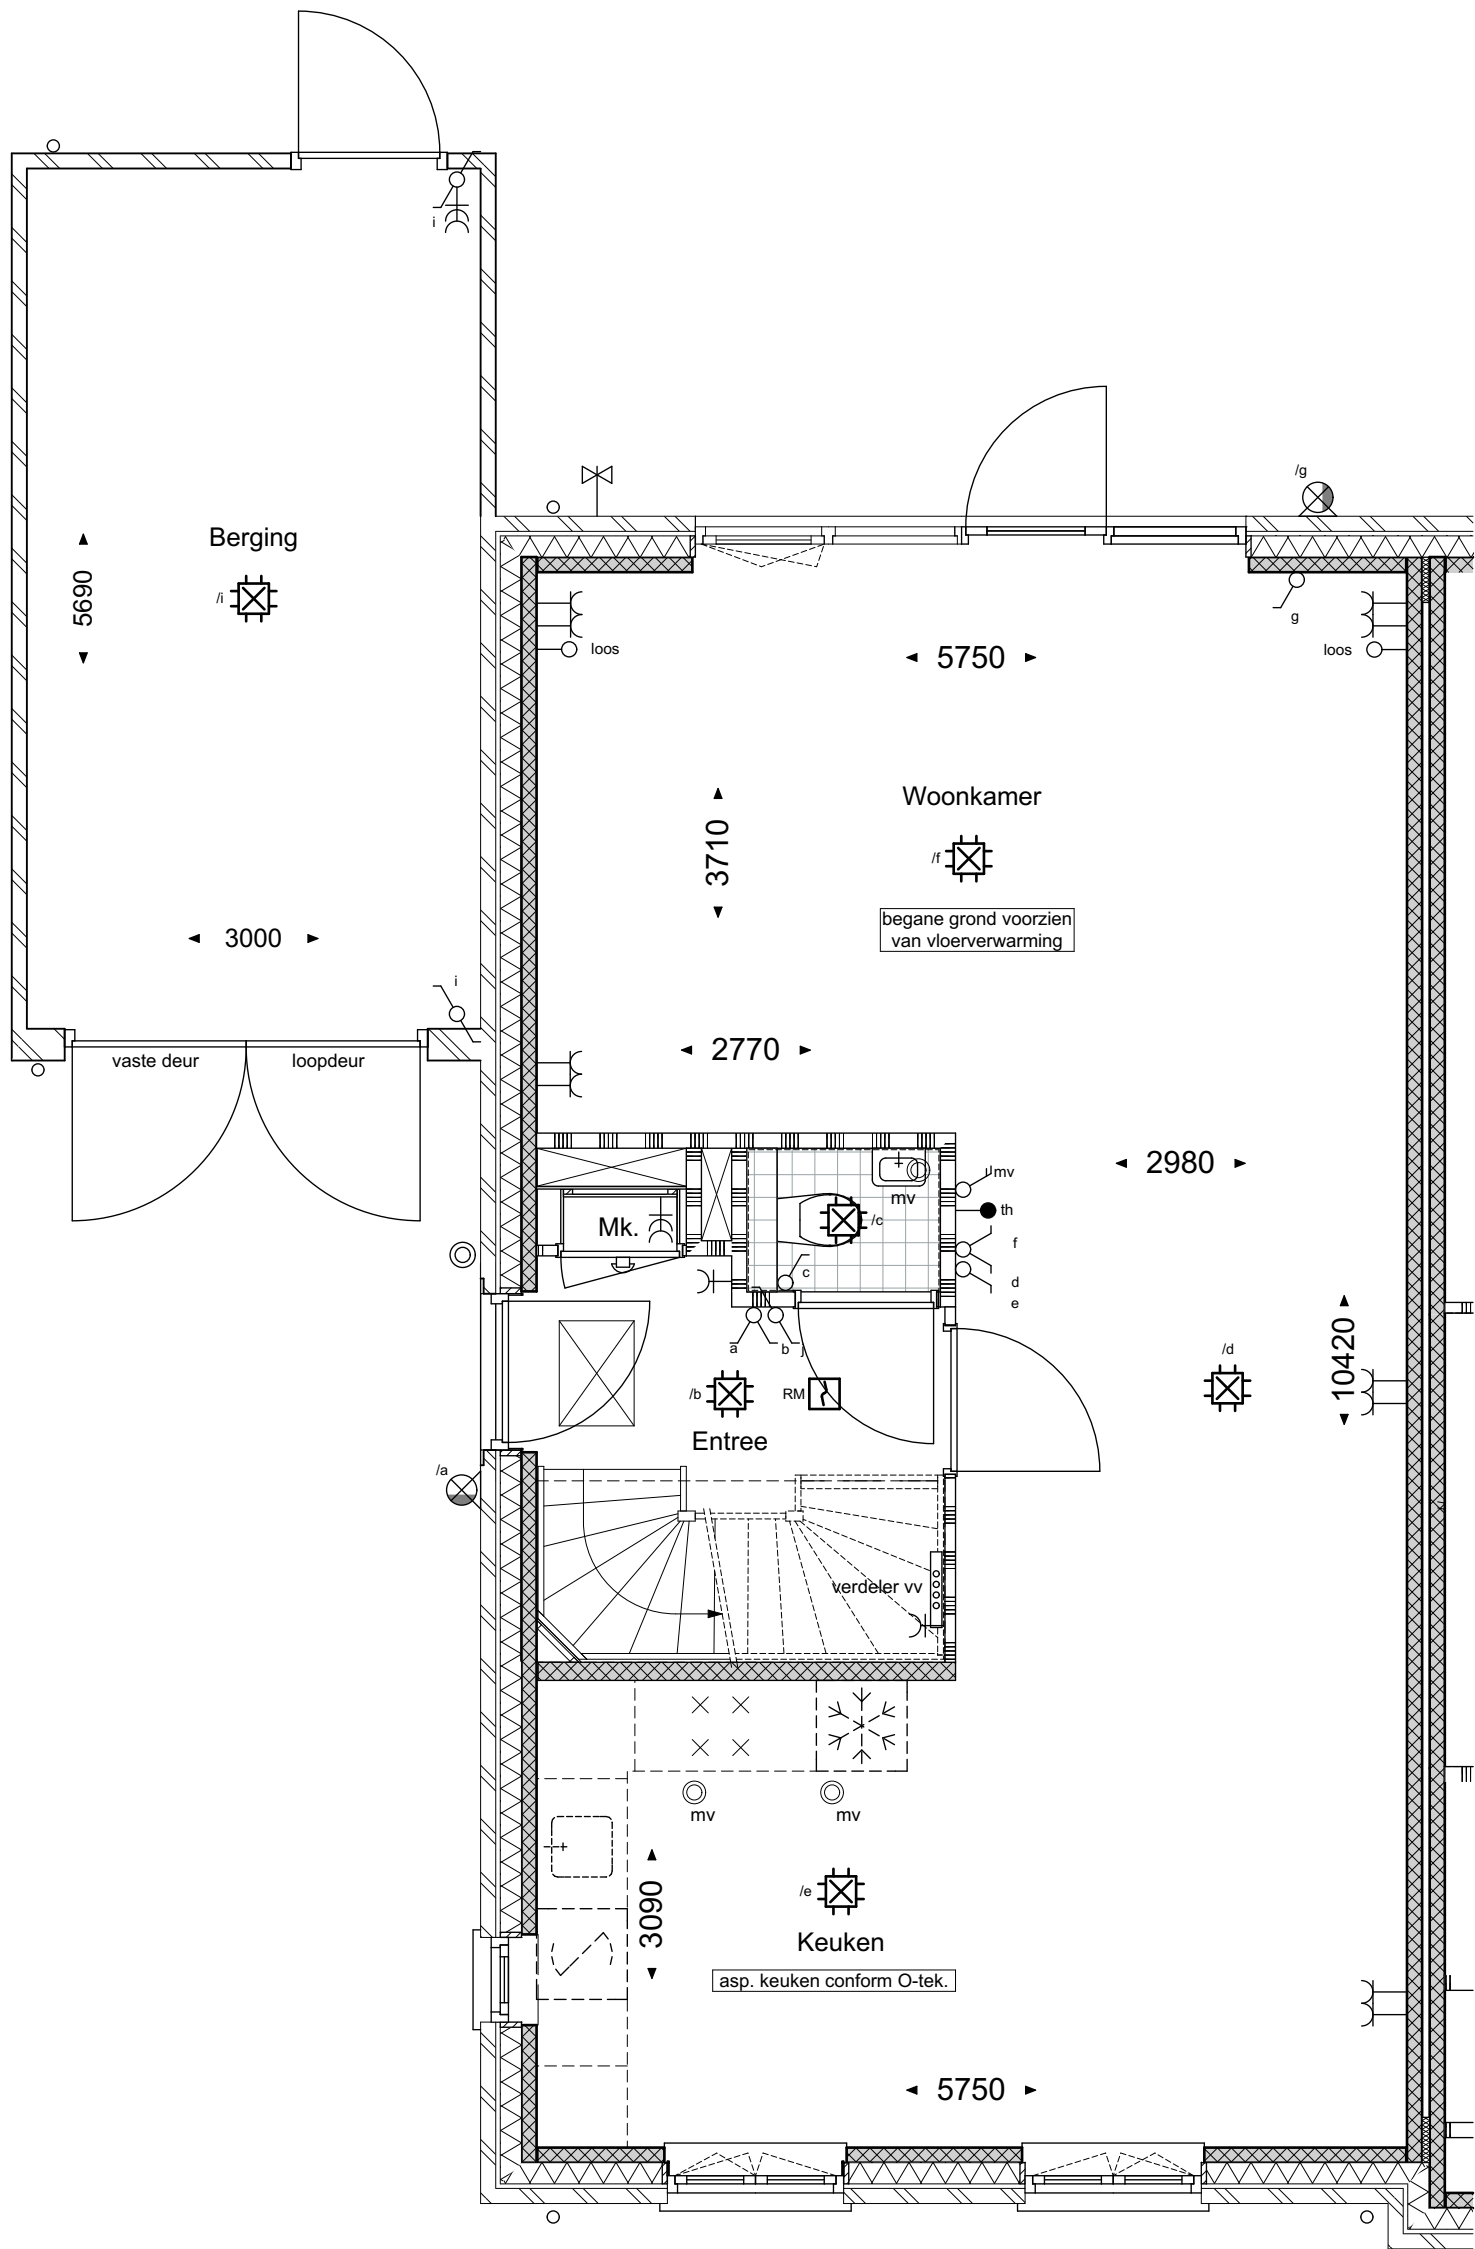 i
/g
Berging
5690
/i
g
loos
loos
5750
Woonkamer
3710
/f
begane grond voorzien
van vloerverwarming
3000
i
2770
vaste deur
loopdeur
2980
mv
mv
th
Mk.
/c
f
c
d
e
a
b
j
10420
/d
/b
RM
Entree
/a
verdeler vv
mv
mv
3090
/e
Keuken
asp. keuken conform O-tek.
5750